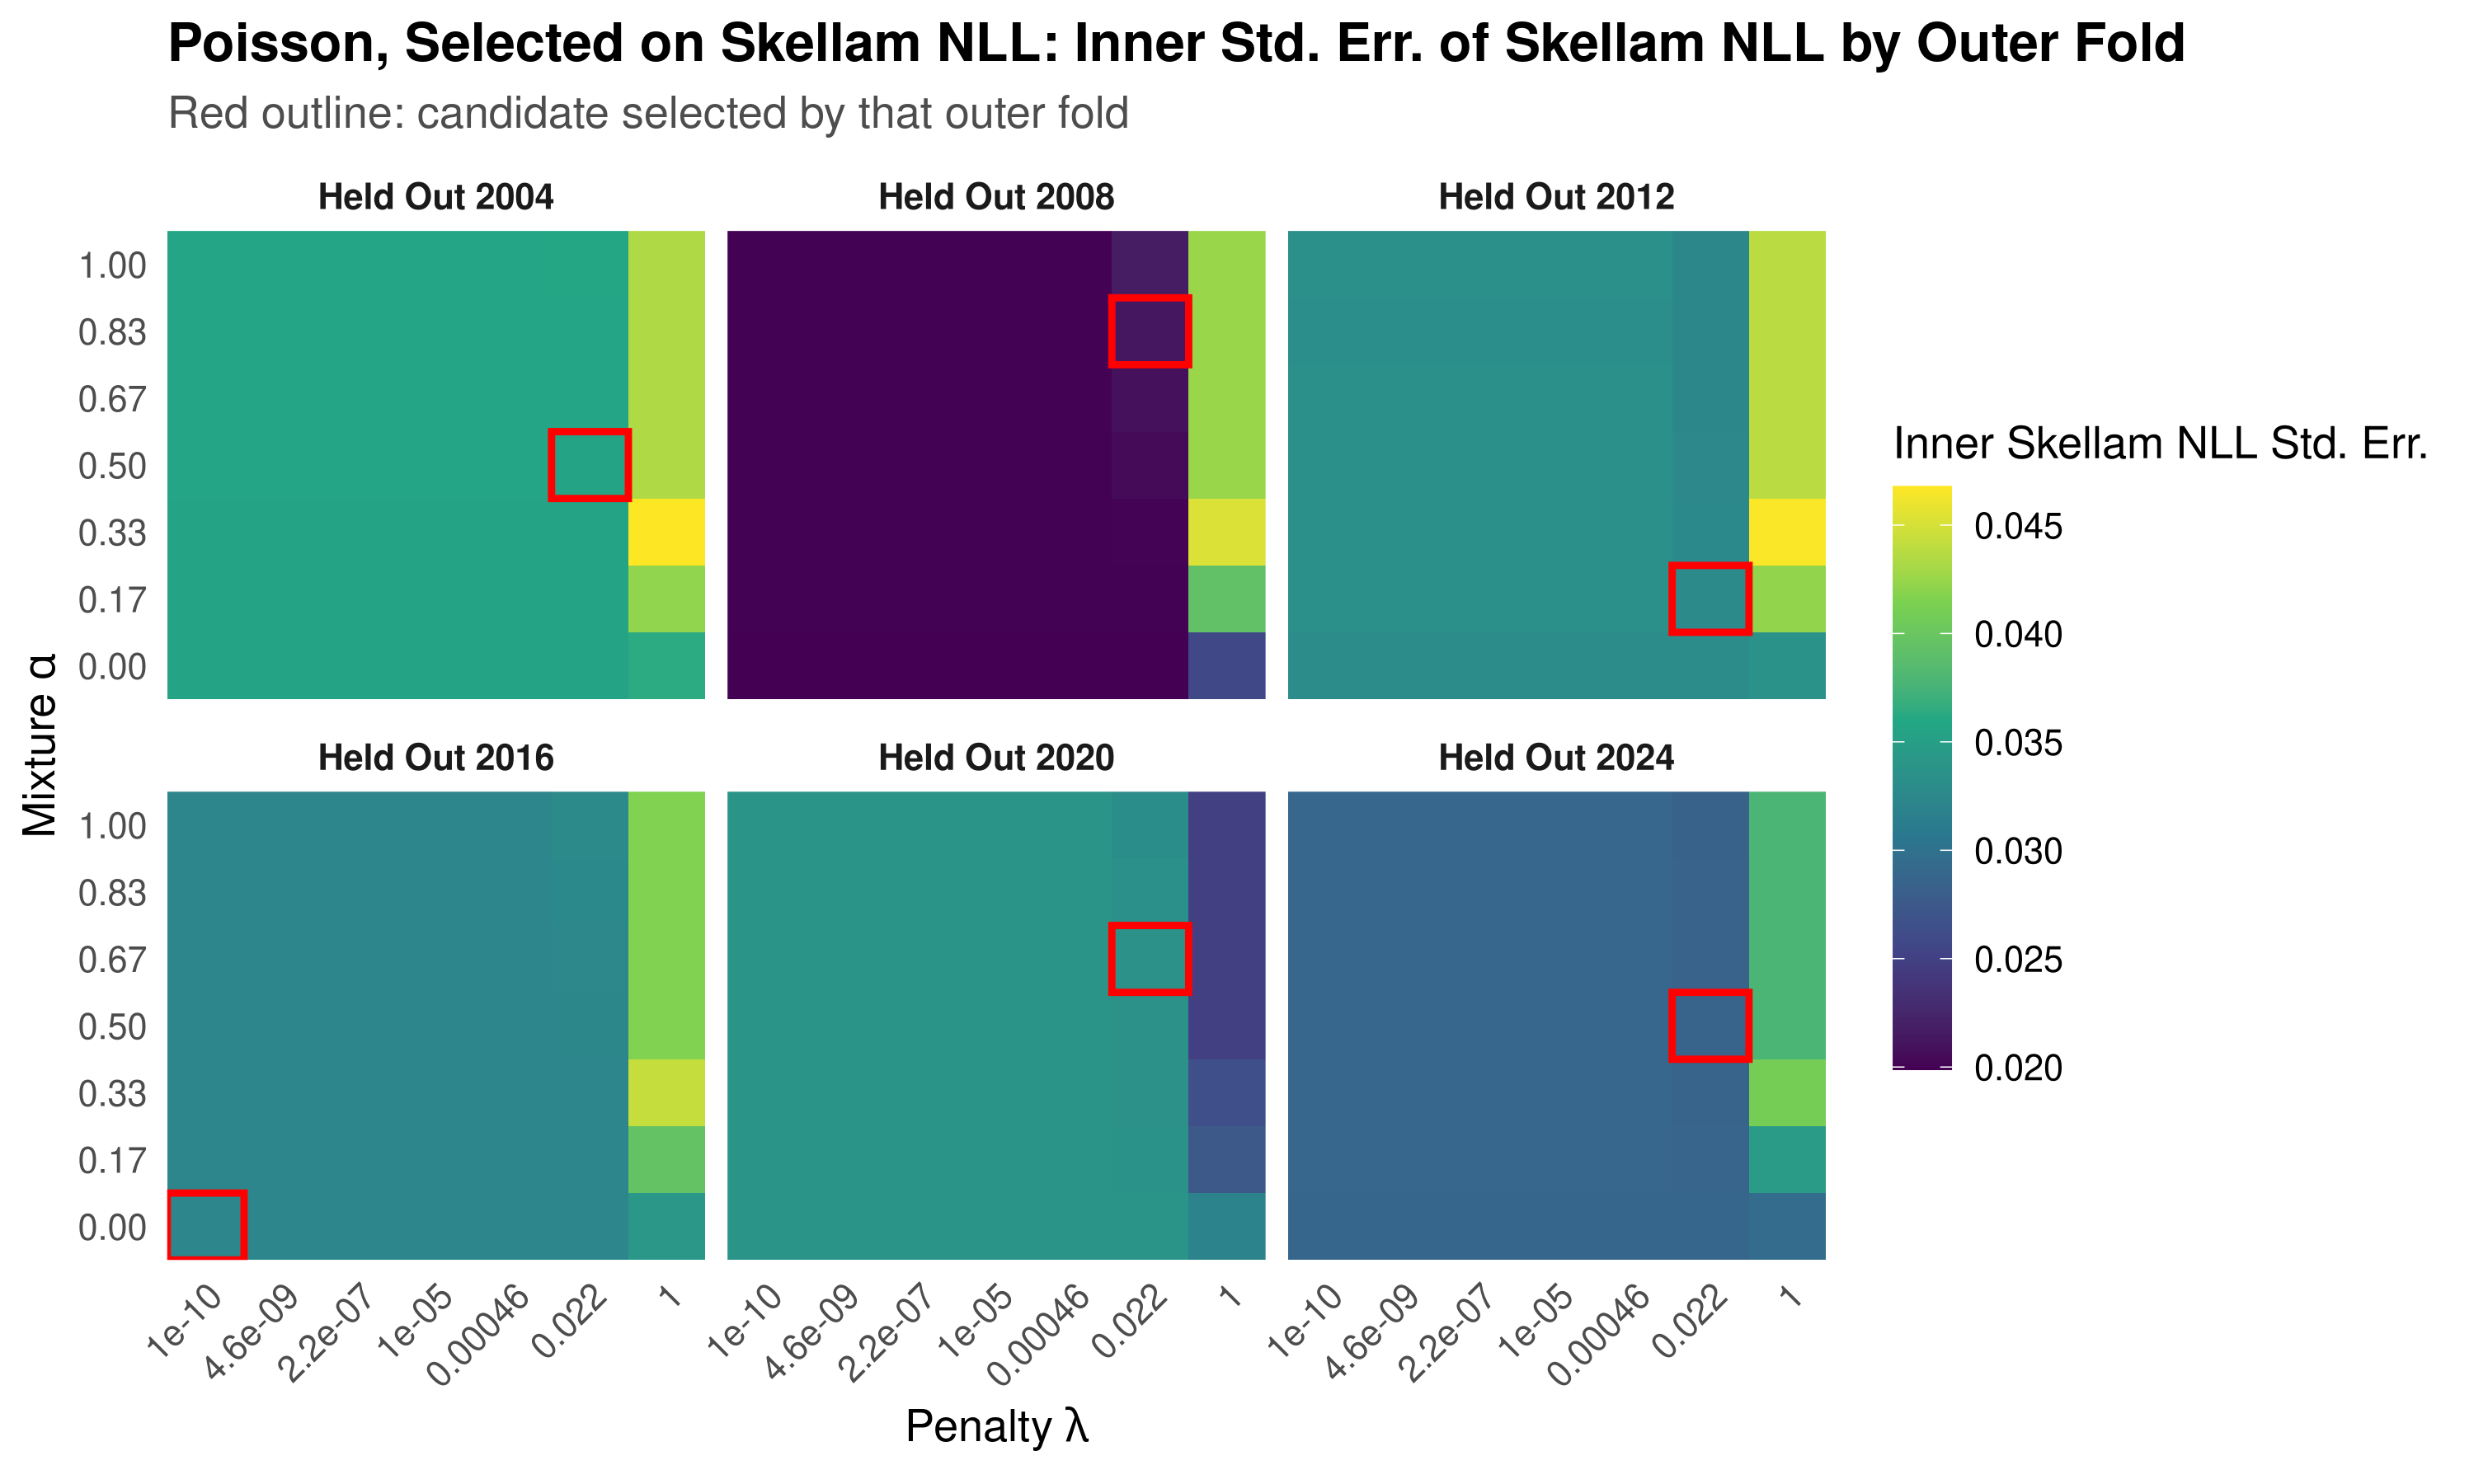 Poisson, Selected on Skellam NLL: Inner Std. Err. of Skellam NLL by Outer Fold
Red outline: candidate selected by that outer fold
Held Out 2004
Held Out 2008
Held Out 2012
1.00
0.83
0.67
0.50
0.33
0.17
0.00
Held Out 2016
Held Out 2020
Held Out 2024
1.00
0.83
0.67
0.50
0.33
0.17
0.00
Mixture α
1e-10
4.6e-09
2.2e-07
1e-05
0.00046
0.022
1
1e-10
4.6e-09
2.2e-07
1e-05
0.00046
0.022
1
1e-10
4.6e-09
2.2e-07
1e-05
0.00046
0.022
1
Penalty λ
Inner Skellam NLL Std. Err.
0.045
0.040
0.035
0.030
0.025
0.020